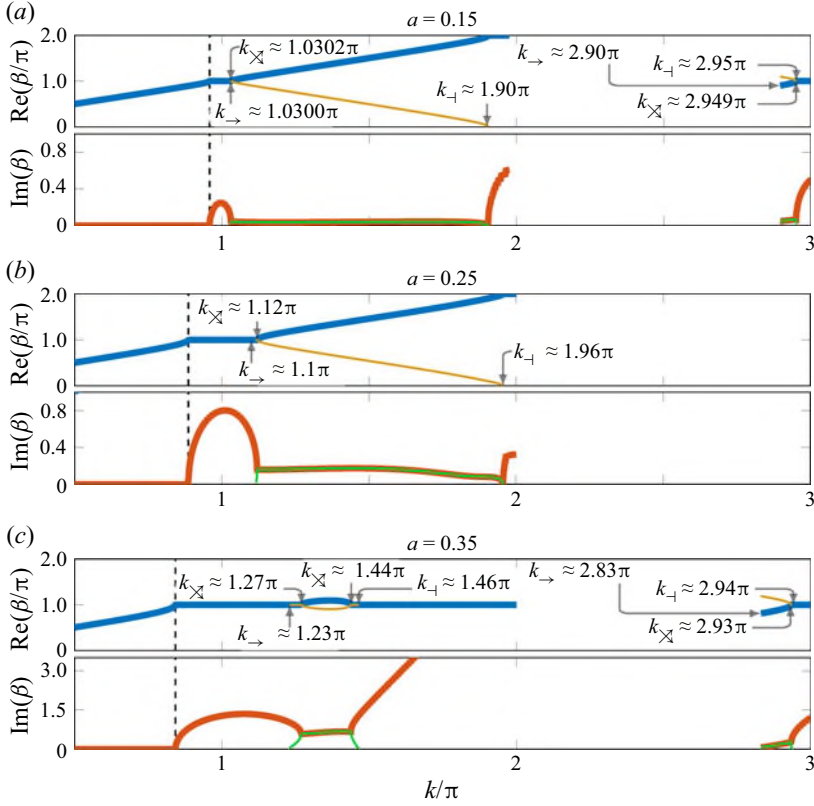 (a)
a = 0.15
Re(β/π)
2.0
1.0
0
k⤨ ≈ 1.0302π
k→ ≈ 1.0300π
k⊣ ≈ 1.90π
k→ ≈ 2.90π
k⊣ ≈ 2.95π
k⤨ ≈ 2.949π
Im(β)
0.8
0.4
0
1
2
3
(b)
a = 0.25
Re(β/π)
2.0
1.0
0
k⤨ ≈ 1.12π
k→ ≈ 1.1π
k⊣ ≈ 1.96π
Im(β)
0.8
0.4
0
1
2
3
(c)
a = 0.35
Re(β/π)
2.0
1.0
0
k⤨ ≈ 1.27π
k⤨ ≈ 1.44π
k⊣ ≈ 1.46π
k→ ≈ 1.23π
k→ ≈ 2.83π
k⊣ ≈ 2.94π
k⤨ ≈ 2.93π
Im(β)
3.0
1.5
0
1
2
3
k/π